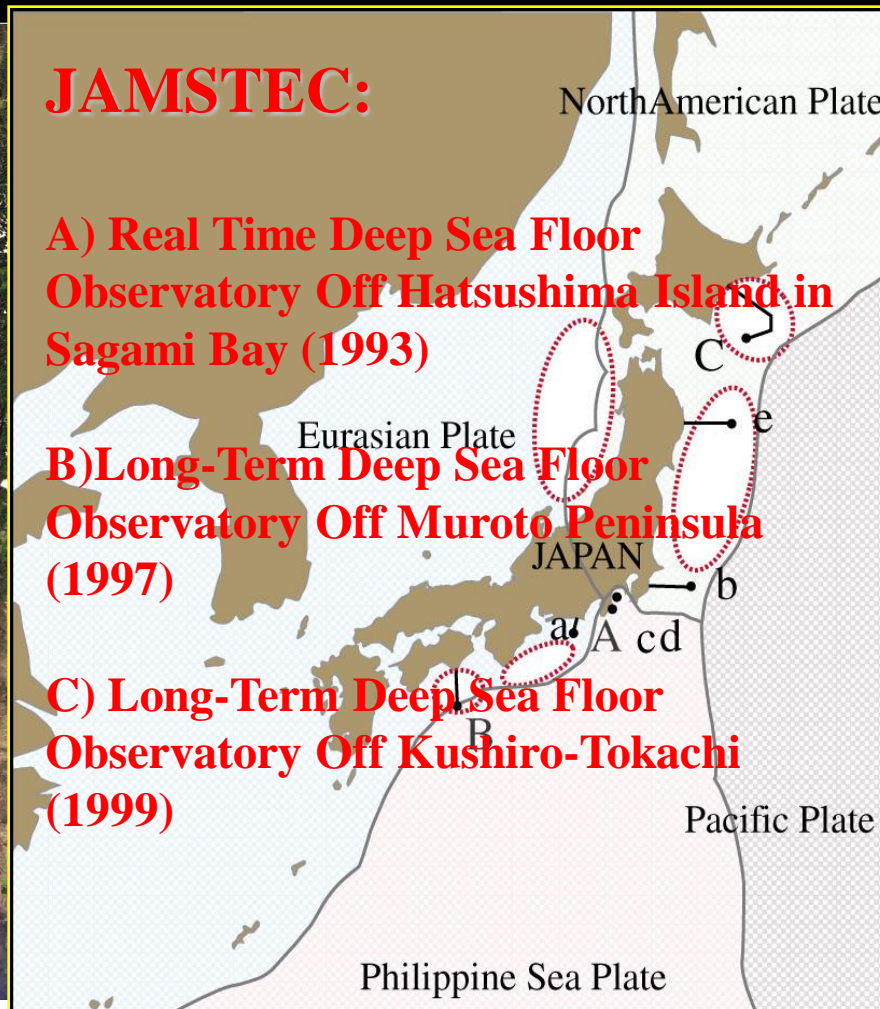 JAMSTEC:
NorthAmerican Plate
A) Real Time Deep Sea Floor
Observatory Off Hatsushima Island in
Sagami Bay (1993)
C
e
Eurasian Plate
B)Long-Term Deep Sea Floor
Observatory Off Muroto Peninsula
(1997)
JAPAN
b
a
A
cd
C) Long-Term Deep Sea Floor
Observatory Off Kushiro-Tokachi
(1999)
B
Pacific Plate
Philippine Sea Plate